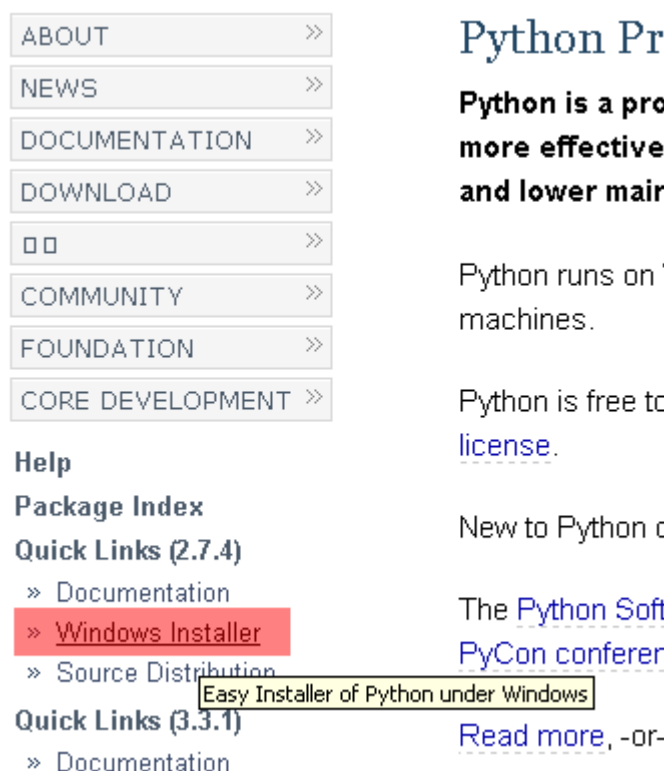 ABOUT »
NEWS »
DOCUMENTATION »
DOWNLOAD »
»
COMMUNITY »
FOUNDATION »
CORE DEVELOPMENT »
Help
Package Index
Quick Links (2.7.4)
» Documentation
» Windows Installer
» Source Distribution
Easy Installer of Python under Windows
Quick Links (3.3.1)
» Documentation
Python Pr
Python is a pro
more effective
and lower main
Python runs on
machines.
Python is free to
license.
New to Python o
The Python Soft
PyCon conferen
Read more, -or-